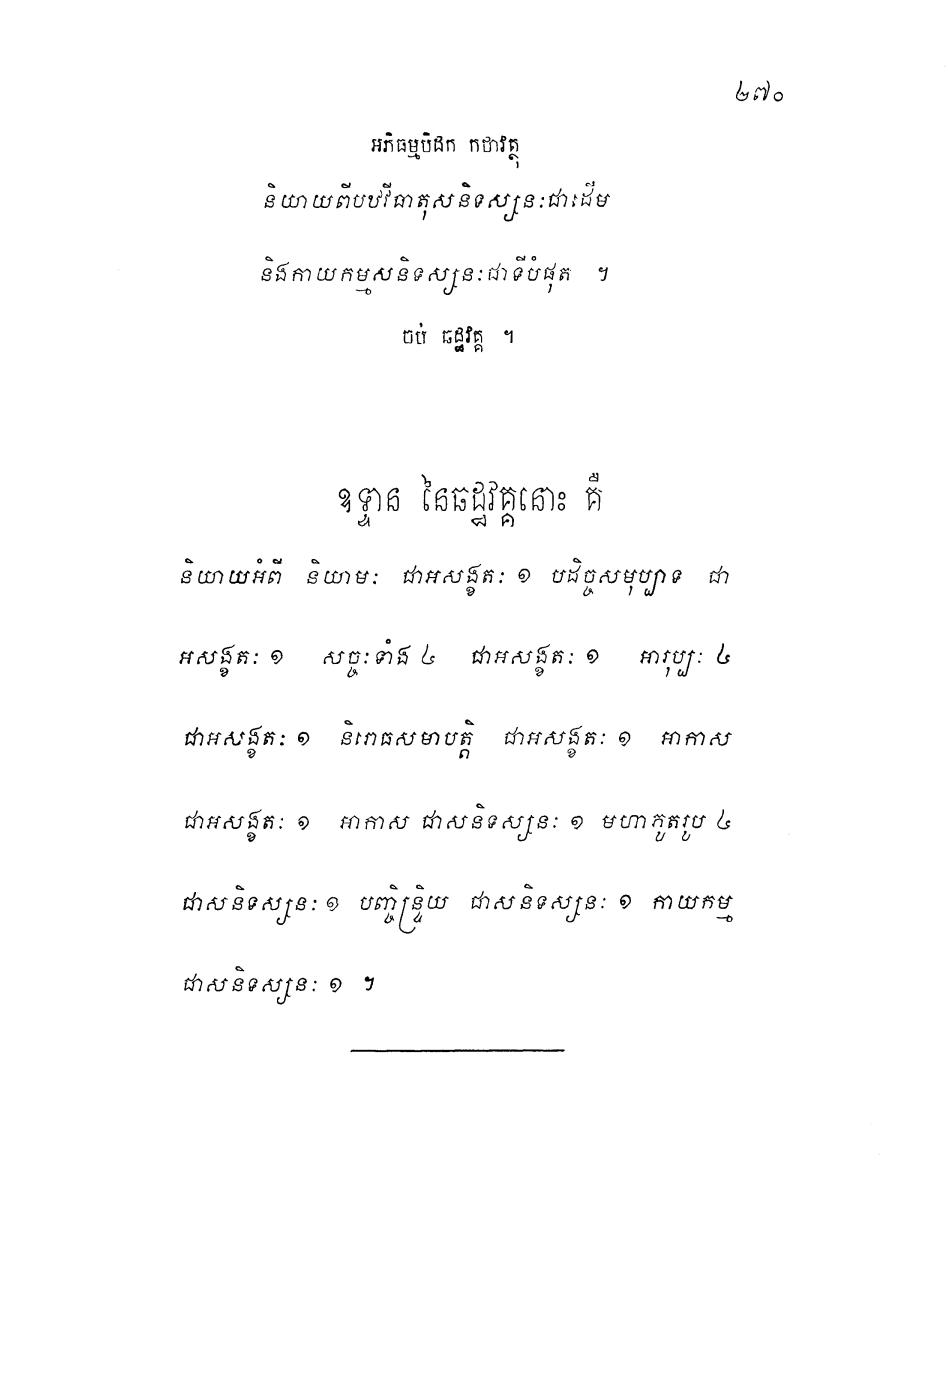 ២៧០
អភិធម្មបិដក កថាវត្ថុ
និយាយពីបឋវីធាតុសនិទស្សនៈជាដើម
និងកាយកម្មសនិទស្សនៈជាទីបំផុត ។
ចប់ ឆដ្ឋវគ្គ ។
ឧទ្ទាន នៃឆដ្ឋវគ្គនោះ គឺ
និយាយអំពី និយាមៈ ជាអសង្ខតៈ ១ បដិច្ចសមុប្បាទ ជា
អសង្ខតៈ ១ សច្ចៈទាំង ៤ ជាអសង្ខតៈ ១ អារុប្បៈ ៤
ជាអសង្ខតៈ ១ និរោធសមាបត្តិ ជាអសង្ខតៈ ១ អាកាស
ជាអសង្ខតៈ ១ អាកាស ជាសនិទស្សនៈ ១ មហាភូតរូប ៤
ជាសនិទស្សនៈ ១ បញ្ចិន្ទ្រិយ ជាសនិទស្សនៈ ១ កាយកម្ម
ជាសនិទស្សនៈ ១ ។